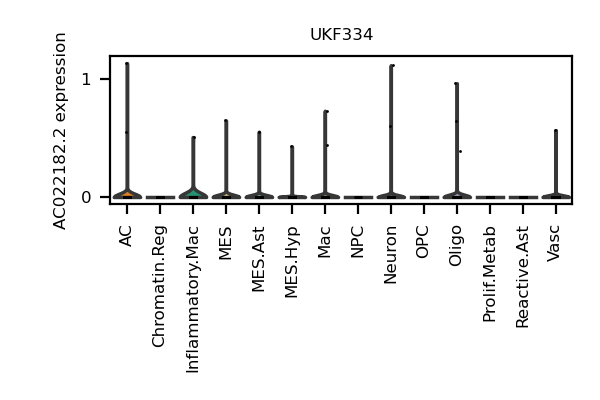 UKF334
AC022182.2 expression
1
0
AC
Chromatin.Reg
Inflammatory.Mac
MES
MES.Ast
MES.Hyp
Mac
NPC
Neuron
OPC
Oligo
Prolif.Metab
Reactive.Ast
Vasc